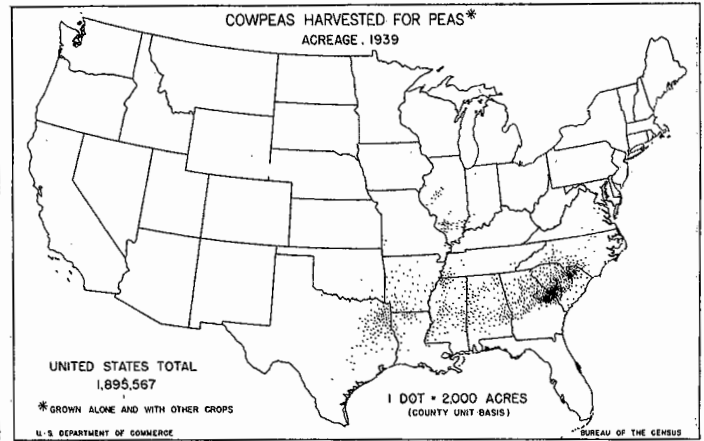 COWPEAS HARVESTED FOR PEAS*
ACREAGE, 1939
UNITED STATES TOTAL
1,895,567
*GROWN ALONE AND WITH OTHER CROPS
1 DOT = 2,000 ACRES
(COUNTY UNIT BASIS)
U.S. DEPARTMENT OF COMMERCE
BUREAU OF THE CENSUS